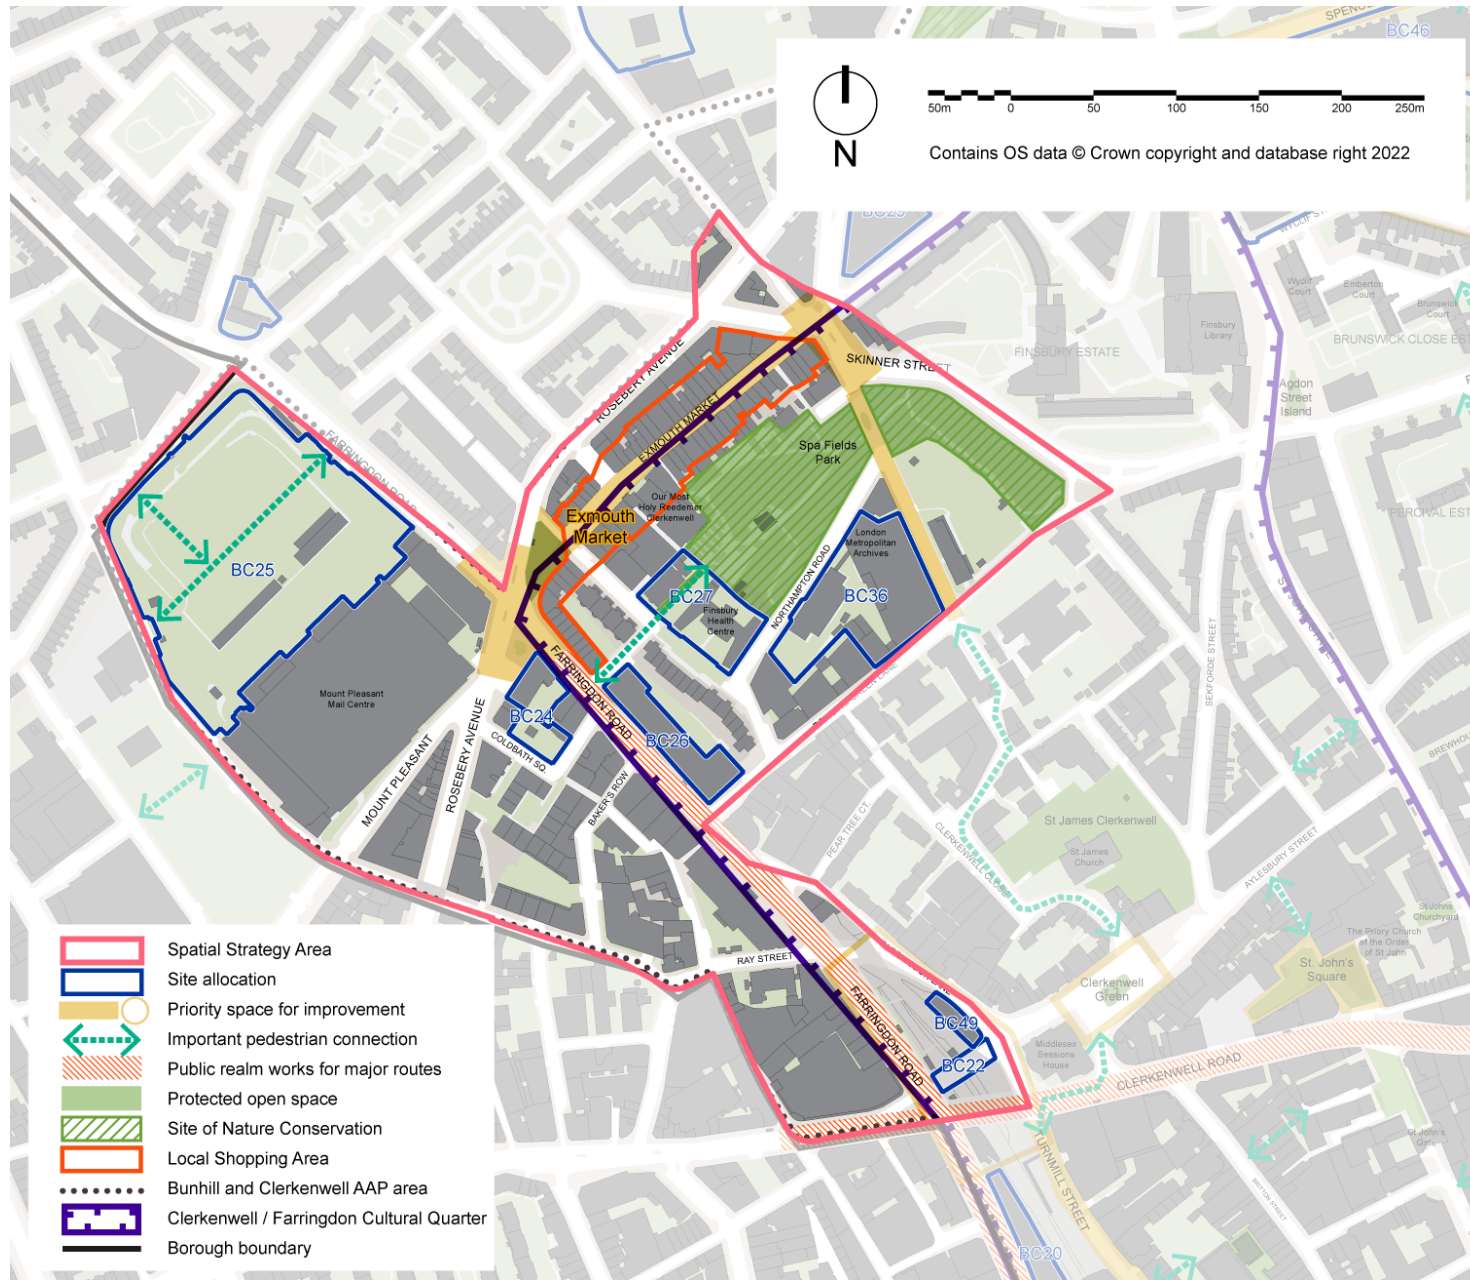 SPENCER
BC46
50m 0 50 100 150 200 250m
N
Contains OS data © Crown copyright and database right 2022
BC29
Wyclif
Court
Emberton
Court
Brunswick
Court
Finsbury
Library
FINSBURY ESTATE
BRUNSWICK CLOSE EST
Agdon
Street
Island
SKINNER STREET
ROSEBERY AVENUE
EXMOUTH MARKET
FARRINGDON ROAD
Spa Fields
Park
Our Most
Holy Reedemer
Clerkenwell
Exmouth
Market
PERCIVAL EST
London
Metropolitan
Archives
BC25
BC27
BC36
NORTHAMPTON ROAD
Finsbury
Health
Centre
Mount Pleasant
Mail Centre
FARRINGDON ROAD
SEKFORDE STREET
BC24
BC26
COLDBATH SQ.
ROSEBERY AVENUE
MOUNT PLEASANT
BAKER'S ROW
PEAR TREE CT
CLERKENWELL CLOSE
St James Clerkenwell
St James
Church
AYLESBURY STREET
St Johns
Churchyard
The Priory Church
of the Order
of St John
St. John's
Square
RAY STREET
Clerkenwell
Green
FARRINGDON ROAD
BC49
BC22
Middlesex
Sessions
House
CLERKENWELL ROAD
TURNMILL STREET
BRITTON STREET
BC20
Spatial Strategy Area
Site allocation
Priority space for improvement
Important pedestrian connection
Public realm works for major routes
Protected open space
Site of Nature Conservation
Local Shopping Area
Bunhill and Clerkenwell AAP area
Clerkenwell / Farringdon Cultural Quarter
Borough boundary